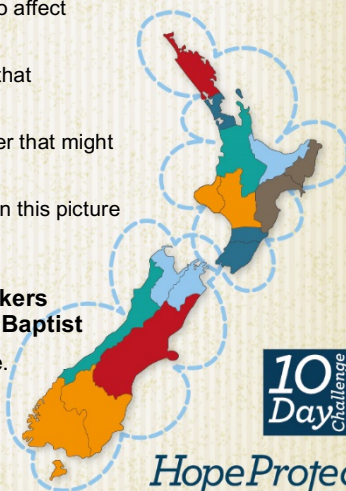 o affect
that
er that might
n this picture
kers
Baptist
e.
10
Day
Challenge
HopeProjec